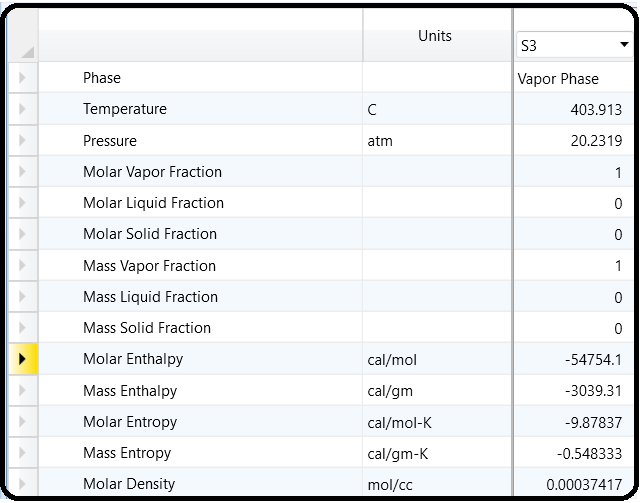 Units S3
Phase Vapor Phase
Temperature C 403.913
Pressure atm 20.2319
Molar Vapor Fraction 1
Molar Liquid Fraction 0
Molar Solid Fraction 0
Mass Vapor Fraction 1
Mass Liquid Fraction 0
Mass Solid Fraction 0
Molar Enthalpy cal/mol -54754.1
Mass Enthalpy cal/gm -3039.31
Molar Entropy cal/mol-K -9.87837
Mass Entropy cal/gm-K -0.548333
Molar Density mol/cc 0.00037417